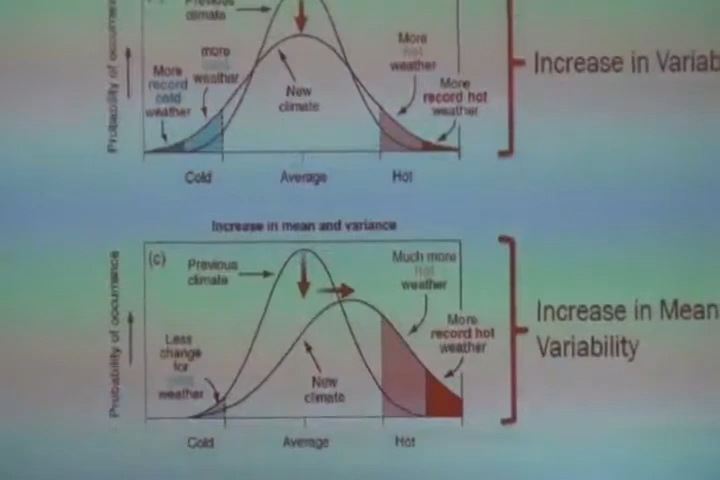 Previous
climate
Probability of occurrence
More
record
cold
weather
more
weather
New
climate
More
hot
weather
More
record hot
weather
Increase in Variab
Cold
Average
Hot
Increase in mean and variance
(c)
Probability of occurrence
Previous
climate
Less
change
for
weather
New
climate
Much more
hot
weather
More
record hot
weather
Increase in Mean
Variability
Cold
Average
Hot